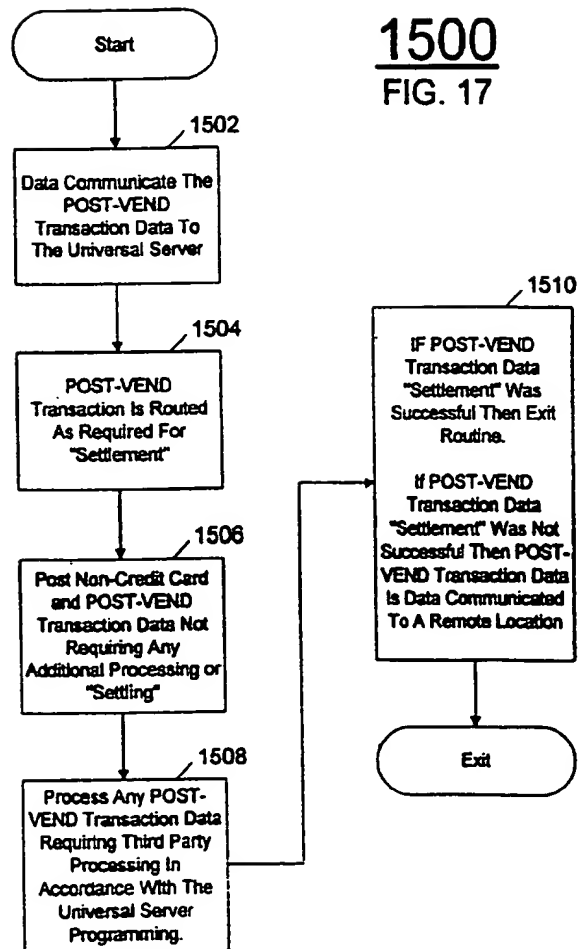 1500
FIG. 17
Start
1502
Data Communicate The
POST-VEND
Transaction Data To
The Universal Server
1504
POST-VEND
Transaction Is Routed
As Required For
"Settlement"
1506
Post Non-Credit Card
and POST-VEND
Transaction Data Not
Requiring Any
Additional Processing or
"Settling"
1508
Process Any POST-
VEND Transaction Data
Requiring Third Party
Processing In
Accordance With The
Universal Server
Programming.
1510
IF POST-VEND
Transaction Data
"Settlement" Was
Successful Then Exit
Routine.
If POST-VEND
Transaction Data
"Settlement" Was Not
Successful Then POST-
VEND Transaction Data
Is Data Communicated
To A Remote Location
Exit